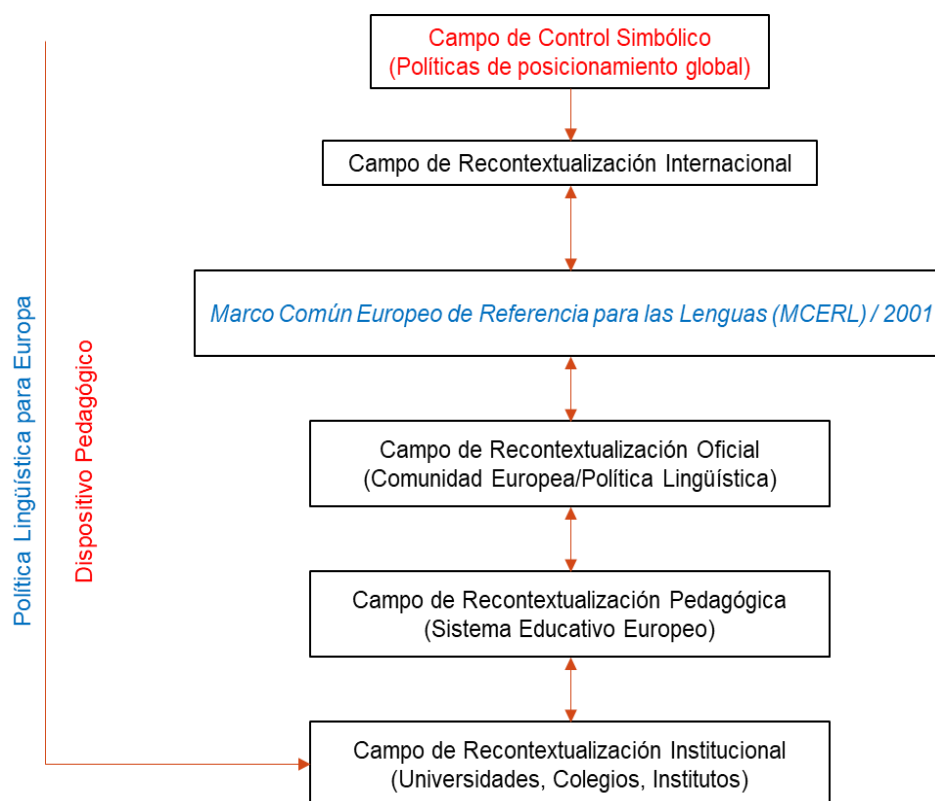 Campo de Control Simbólico
(Políticas de posicionamiento global)
Campo de Recontextualización Internacional
Marco Común Europeo de Referencia para las Lenguas (MCERL) / 2001
Política Lingüística para Europa
Dispositivo Pedagógico
Campo de Recontextualización Oficial
(Comunidad Europea/Política Lingüística)
Campo de Recontextualización Pedagógica
(Sistema Educativo Europeo)
Campo de Recontextualización Institucional
(Universidades, Colegios, Institutos)